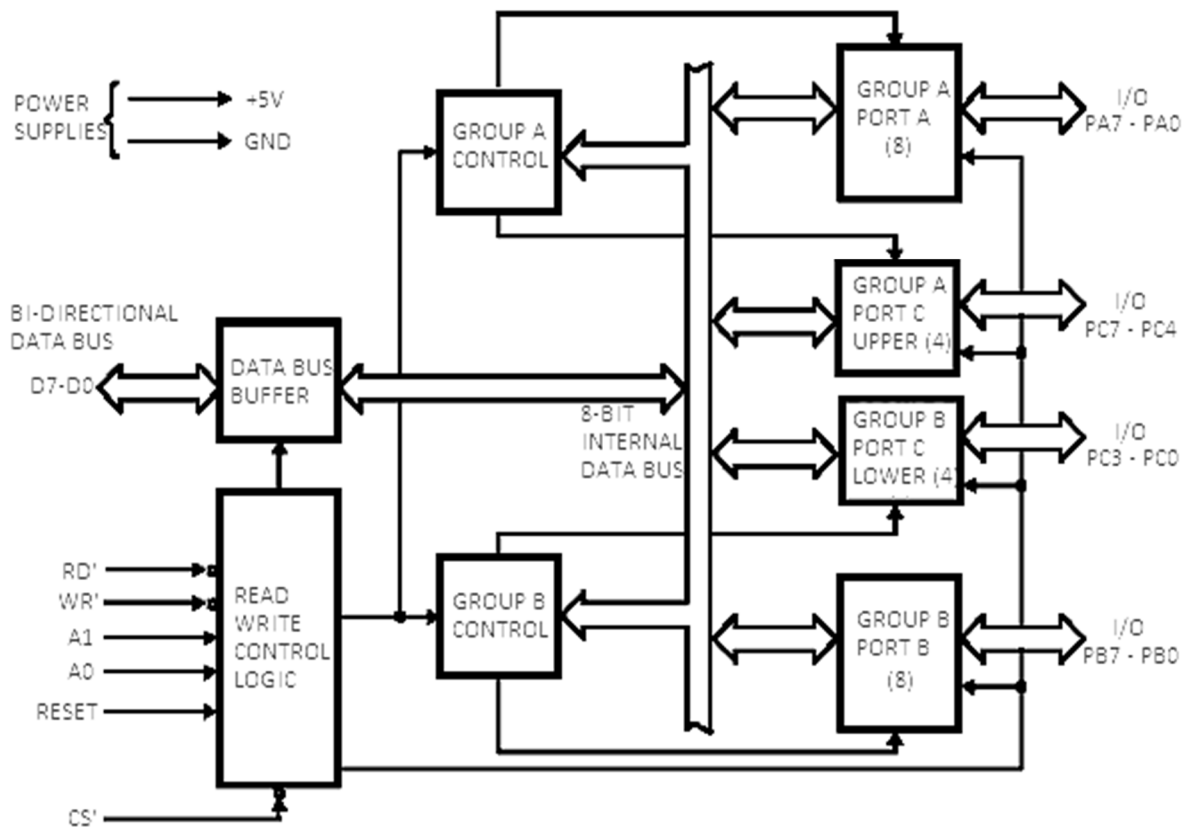 POWER
SUPPLIES
+5V
GND
GROUP A
CONTROL
GROUP A
PORT A
(8)
I/O
PA7 - PA0
GROUP A
PORT C
UPPER (4)
I/O
PC7 - PC4
BI-DIRECTIONAL
DATA BUS
D7-D0
DATA BUS
BUFFER
8-BIT
INTERNAL
DATA BUS
GROUP B
PORT C
LOWER (4)
I/O
PC3 - PC0
RD'
WR'
A1
A0
RESET
CS'
READ
WRITE
CONTROL
LOGIC
GROUP B
CONTROL
GROUP B
PORT B
(8)
I/O
PB7 - PB0